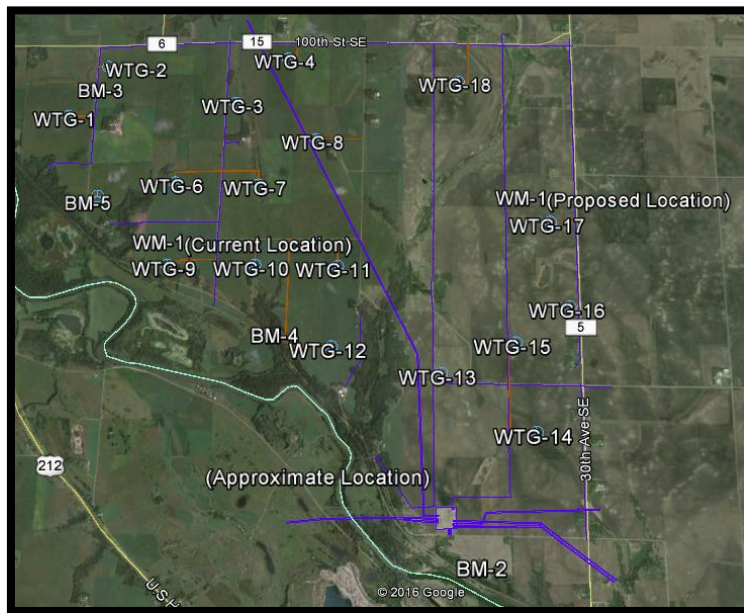 6
15
100th St SE
WTG-2
WTG-4
BM-3
WTG-18
WTG-1
WTG-3
WTG-8
WTG-6
WTG-7
BM-5
WM-1 (Proposed Location)
WTG-17
WM-1 (Current Location)
WTG-9
WTG-10
WTG-11
WTG-16
5
BM-4
WTG-12
WTG-15
WTG-13
30th Ave SE
WTG-14
212
(Approximate Location)
BM-2
© 2016 Google